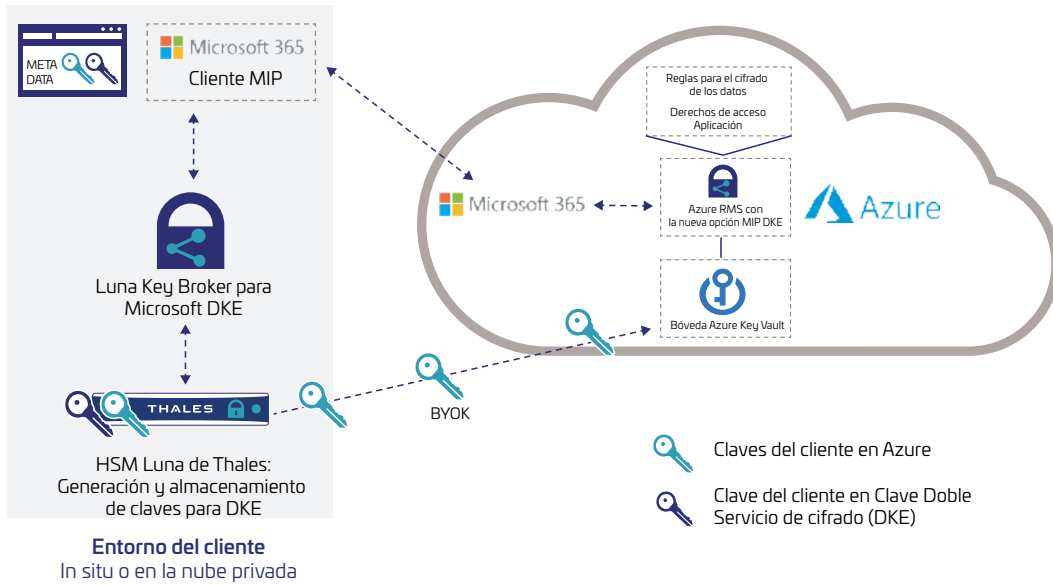 META
DATA
Microsoft 365
Cliente MIP
Luna Key Broker para
Microsoft DKE
THALES
HSM Luna de Thales:
Generación y almacenamiento
de claves para DKE
Entorno del cliente
In situ o en la nube privada
BYOK
Reglas para el cifrado
de los datos
Derechos de acceso
Aplicación
Microsoft 365
Azure RMS con
la nueva opción MIP DKE
Azure
Bóveda Azure Key Vault
Claves del cliente en Azure
Clave del cliente en Clave Doble
Servicio de cifrado (DKE)